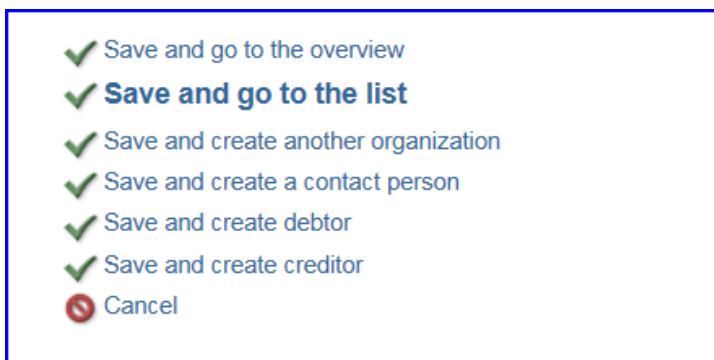 Save and go to the overview
Save and go to the list
Save and create another organization
Save and create a contact person
Save and create debtor
Save and create creditor
Cancel